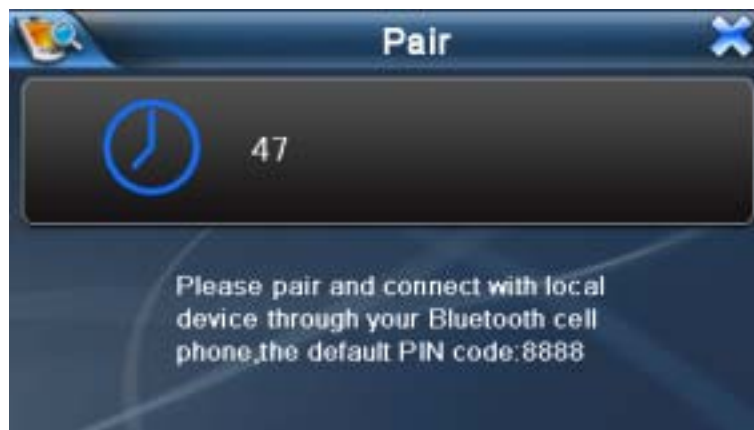 Pair
47
Please pair and connect with local
device through your Bluetooth cell
phone,the default PIN code:8888